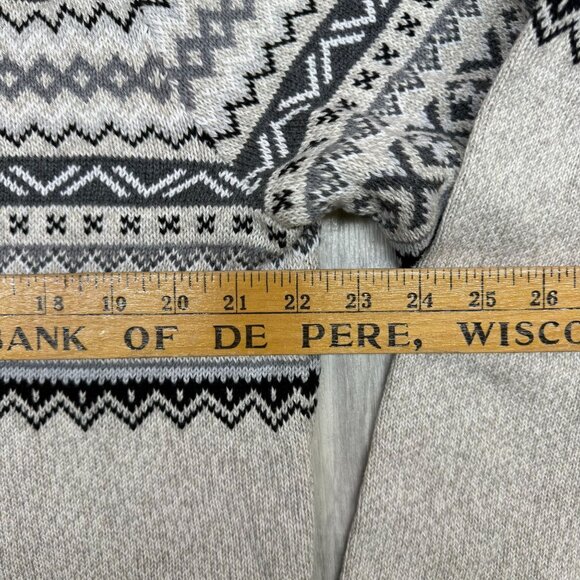 18 19 20 21 22 23 24 25 26
BANK OF DE PERE, WISCO